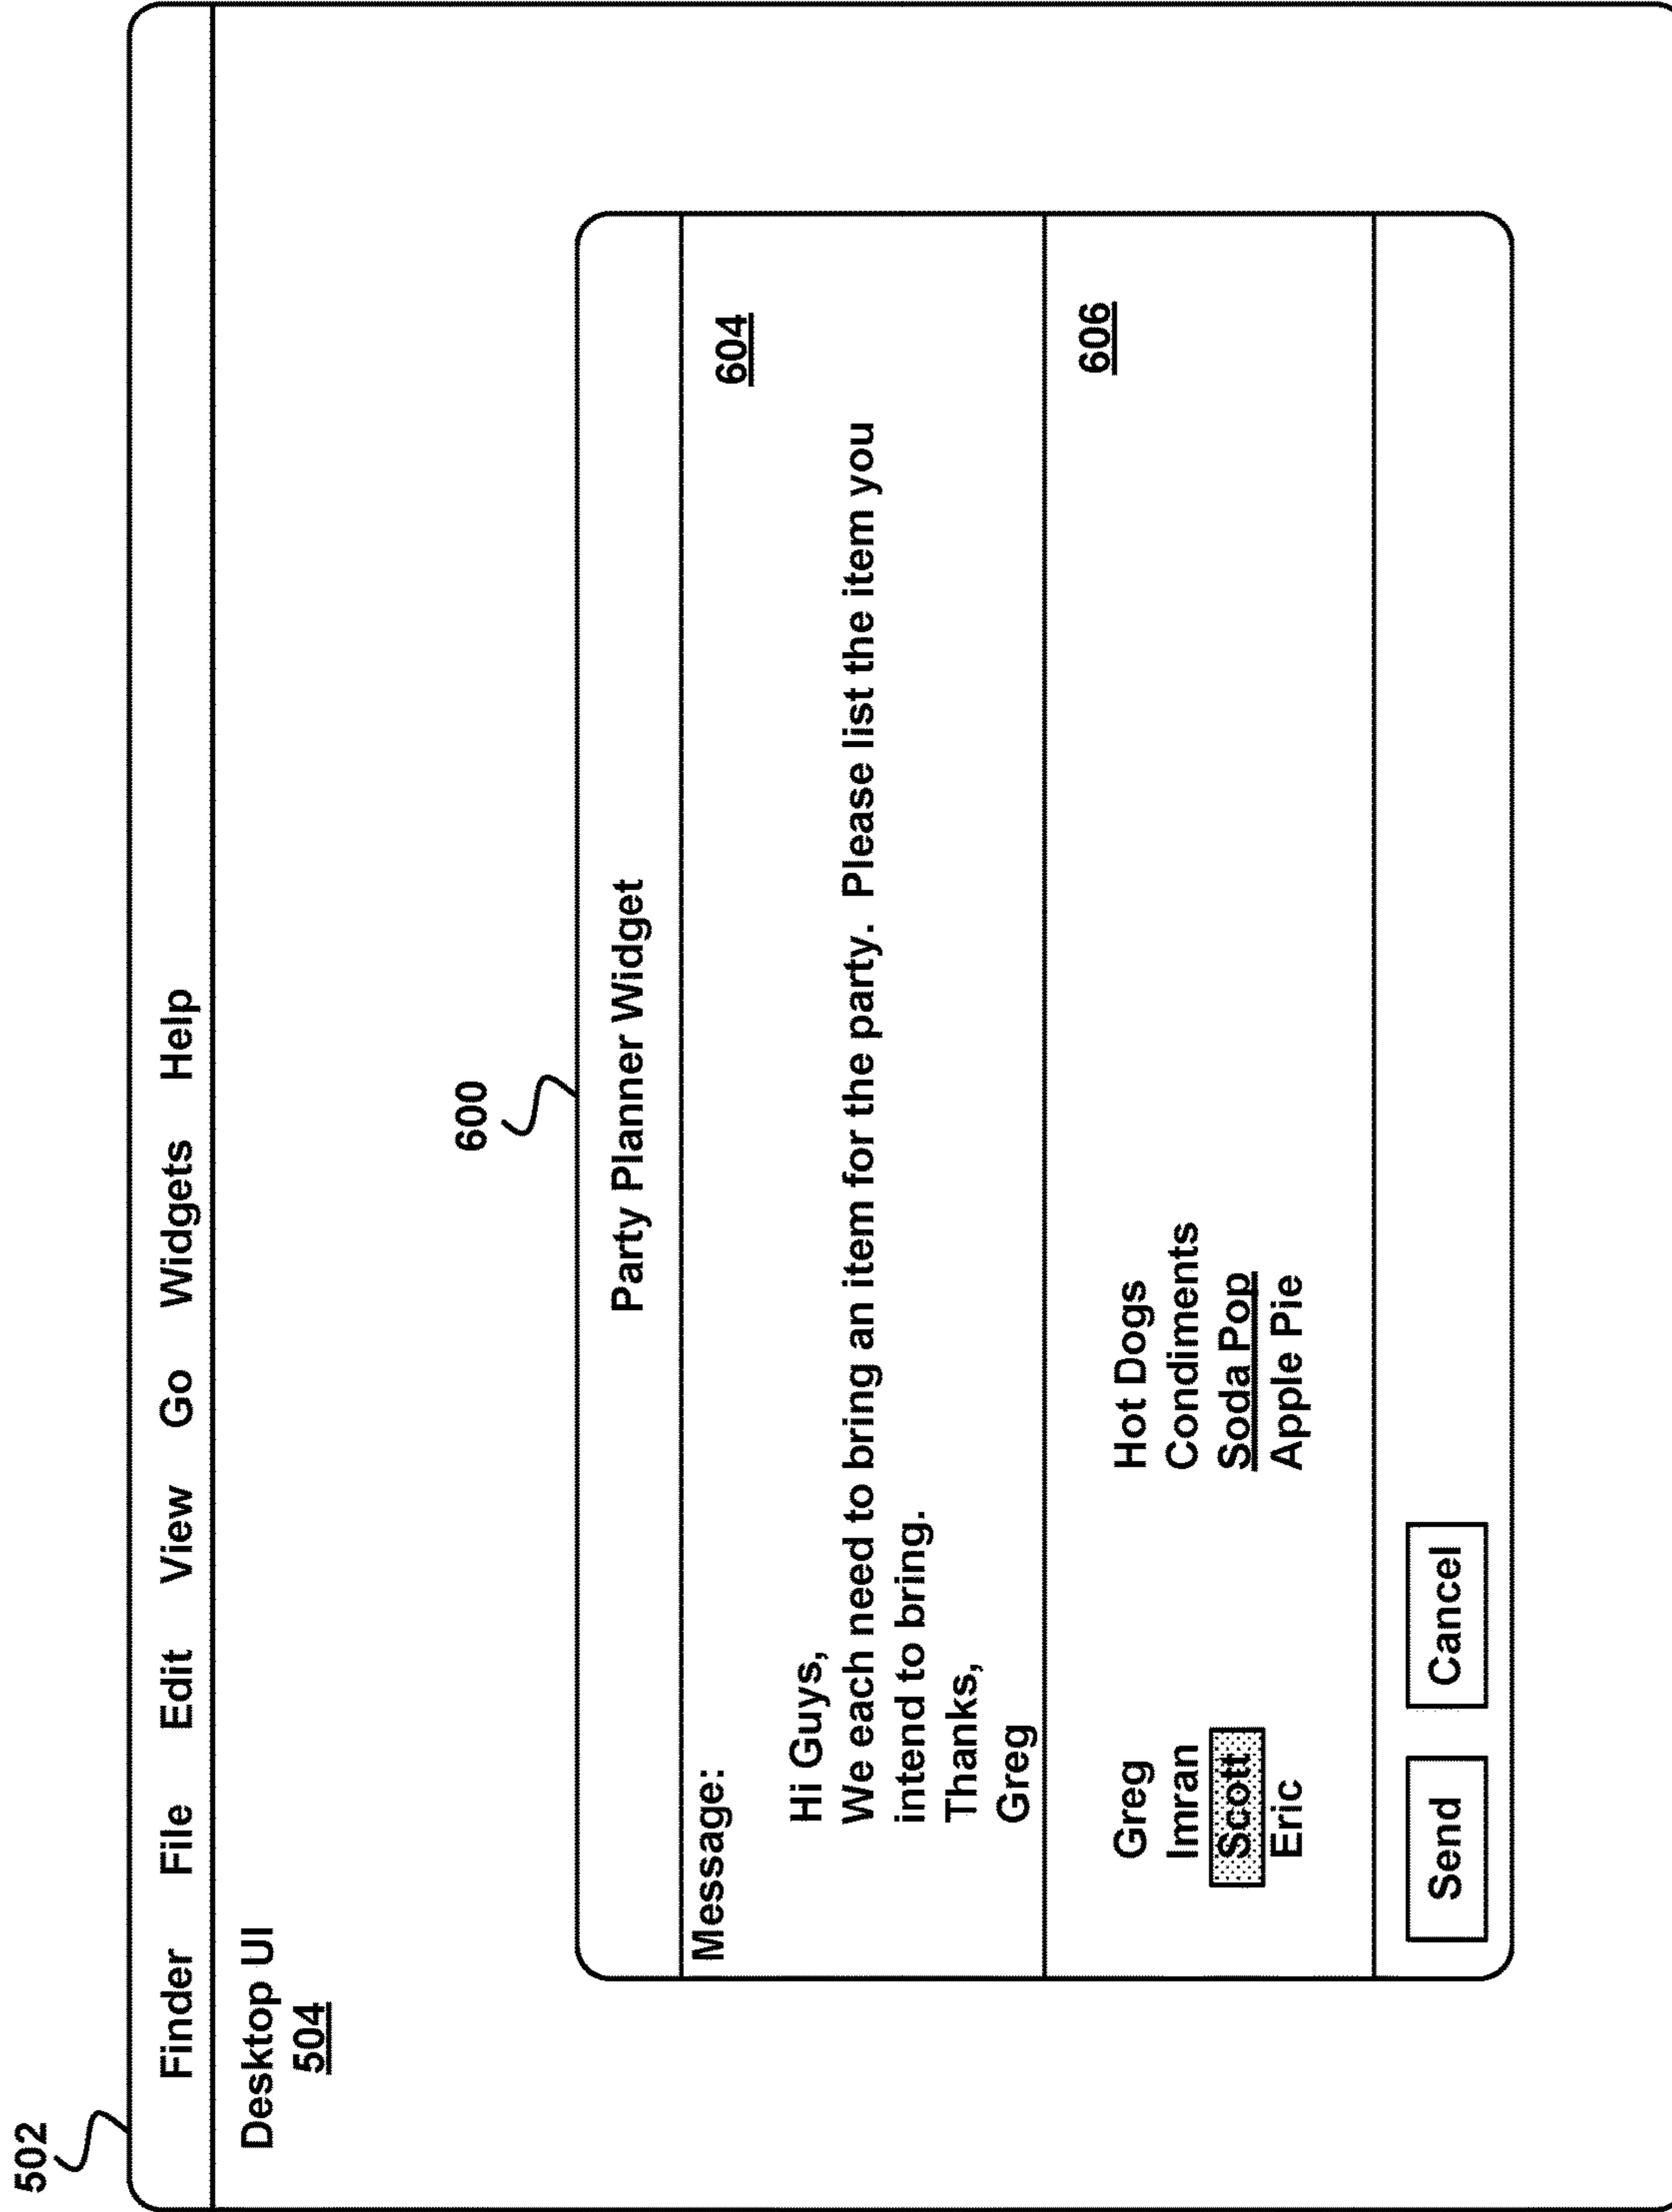 502
Finder File Edit View Go Widgets Help
Desktop UI
504
600
Party Planner Widget
Message:
604
Hi Guys,
We each need to bring an item for the party. Please list the item you
intend to bring.
Thanks,
Greg
606
Greg Hot Dogs
Imran Condiments
Scott Soda Pop
Eric Apple Pie
Send Cancel